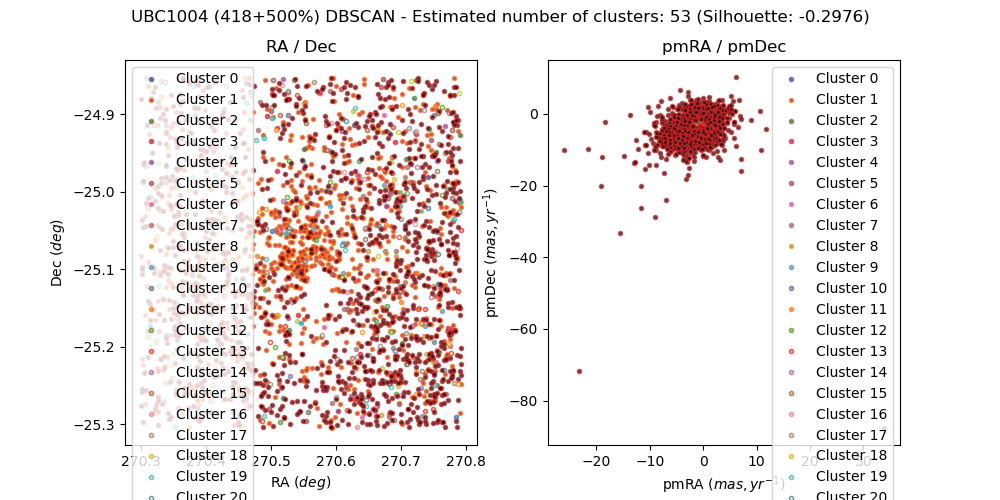 UBC1004 (418+500%) DBSCAN - Estimated number of clusters: 53 (Silhouette: -0.2976)
RA / Dec
Dec (deg)
−24.9
−25.0
−25.1
−25.2
−25.3
Cluster 0
Cluster 1
Cluster 2
Cluster 3
Cluster 4
Cluster 5
Cluster 6
Cluster 7
Cluster 8
Cluster 9
Cluster 10
Cluster 11
Cluster 12
Cluster 13
Cluster 14
Cluster 15
Cluster 16
Cluster 17
Cluster 18
Cluster 19
Cluster 20
270.3
270.4
270.5
270.6
270.7
270.8
RA (deg)
pmRA / pmDec
pmDec (mas, yr⁻¹)
0
−20
−40
−60
−80
Cluster 0
Cluster 1
Cluster 2
Cluster 3
Cluster 4
Cluster 5
Cluster 6
Cluster 7
Cluster 8
Cluster 9
Cluster 10
Cluster 11
Cluster 12
Cluster 13
Cluster 14
Cluster 15
Cluster 16
Cluster 17
Cluster 18
Cluster 19
Cluster 20
−20
−10
0
10
20
30
pmRA (mas, yr⁻¹)